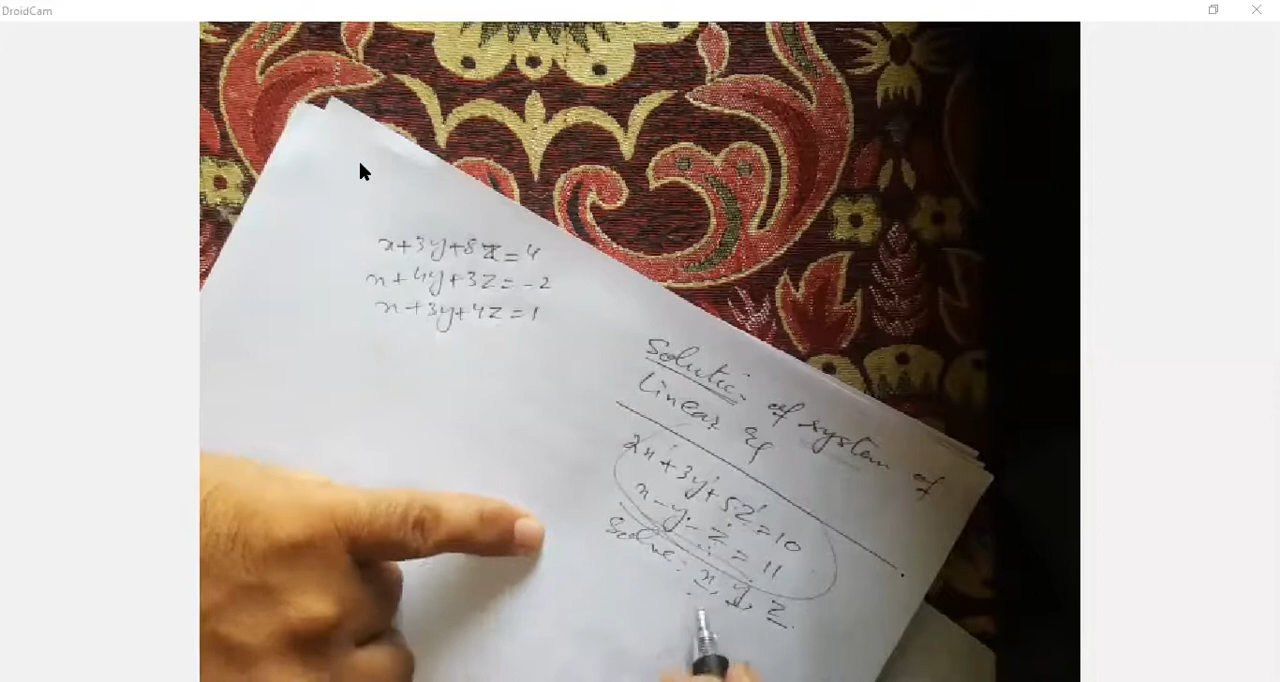 DroidCam
x+3y+8z=4
x+4y+3z=-2
x+3y+4z=1
Solution of system of
linear eq
2x+3y+5z=10
x-y-z=11
Solve: x, y, z.